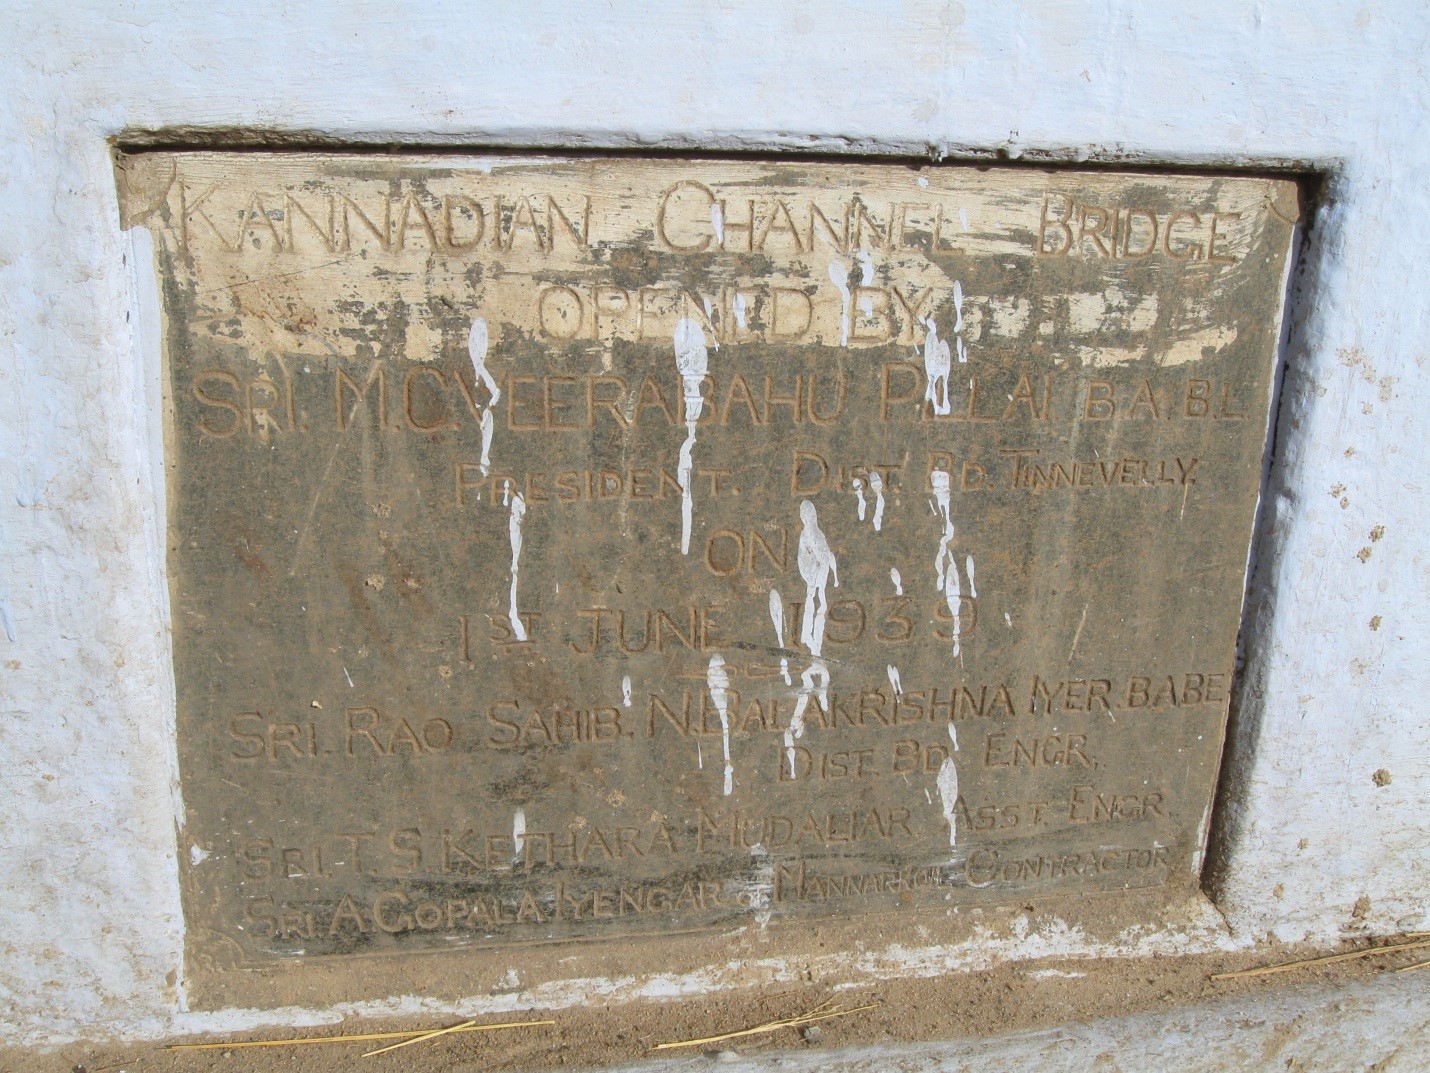 KANNADIAN CHANNEL BRIDGE
OPENED BY
SRI. M.C. VEERABAHU PILLAI B.A. B.L
PRESIDENT. DIST. BD. TINNEVELLY.
ON
1ST JUNE 1939
SRI. RAO SAHIB. N. BALAKRISHNA IYER. BABE
DIST. BD. ENGR.
SRI. T. S KETHARA MUDALIAR ASST. ENGR.
SRI. A GOPALA IYENGAR MANNARKOIL CONTRACTOR